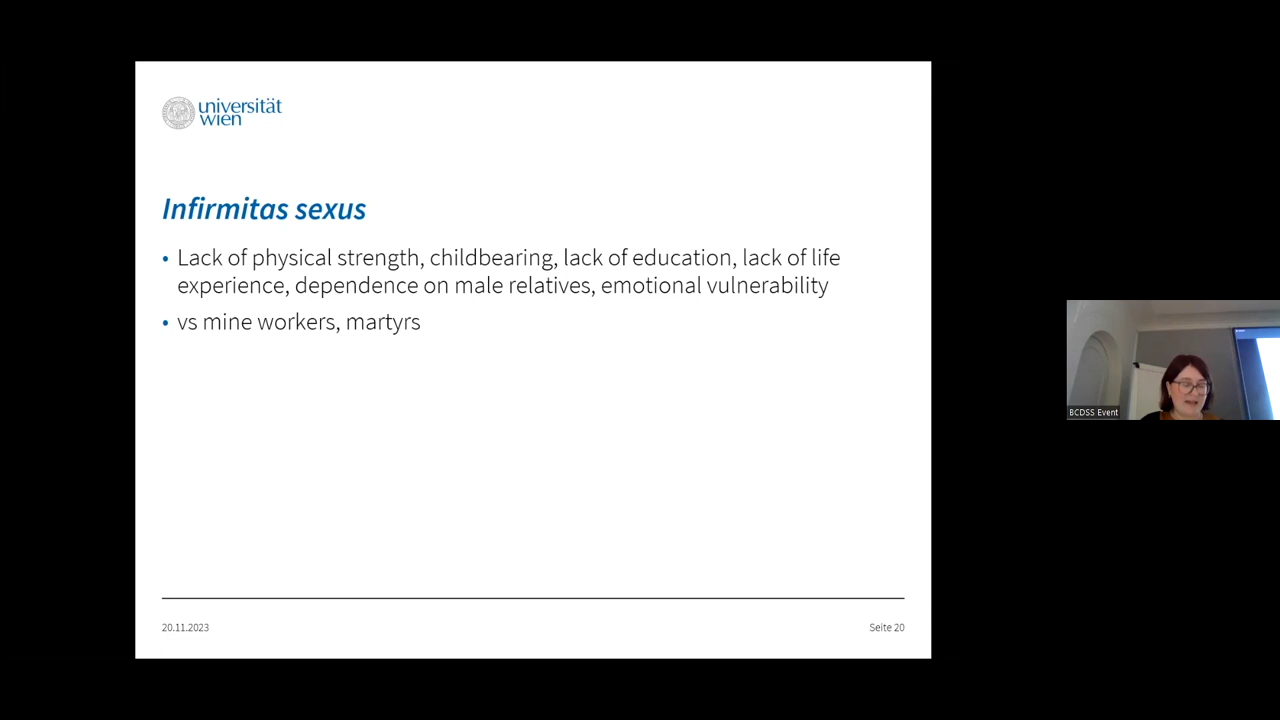 universität
wien
Infirmitas sexus
• Lack of physical strength, childbearing, lack of education, lack of life
experience, dependence on male relatives, emotional vulnerability
• vs mine workers, martyrs
BCDSS Event
20.11.2023
Seite 20